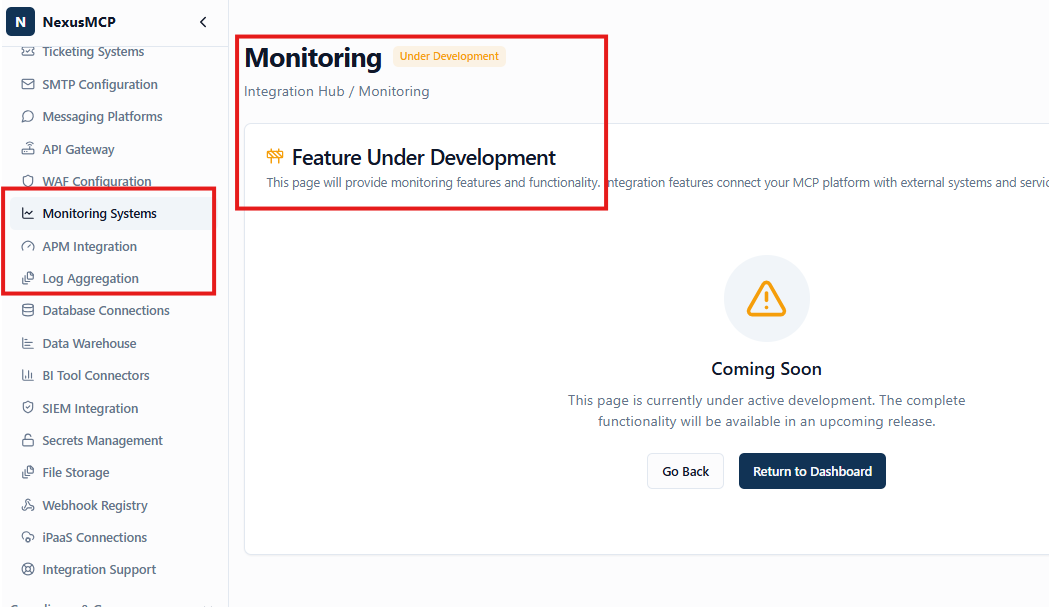 N NexusMCP
Ticketing Systems
SMTP Configuration
Messaging Platforms
API Gateway
WAF Configuration
Monitoring Systems
APM Integration
Log Aggregation
Database Connections
Data Warehouse
BI Tool Connectors
SIEM Integration
Secrets Management
File Storage
Webhook Registry
iPaaS Connections
Integration Support
Monitoring Under Development
Integration Hub / Monitoring
Feature Under Development
This page will provide monitoring features and functionality. Integration features connect your MCP platform with external systems and
Coming Soon
This page is currently under active development. The complete
functionality will be available in an upcoming release.
Go Back Return to Dashboard